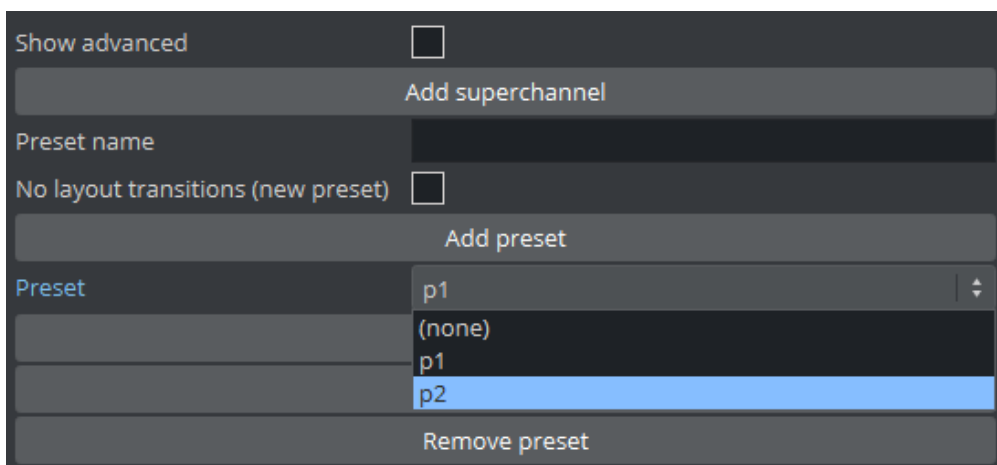 Show advanced
Add superchannel
Preset name
No layout transitions (new preset)
Add preset
Preset p1
(none)
p1
p2
Remove preset